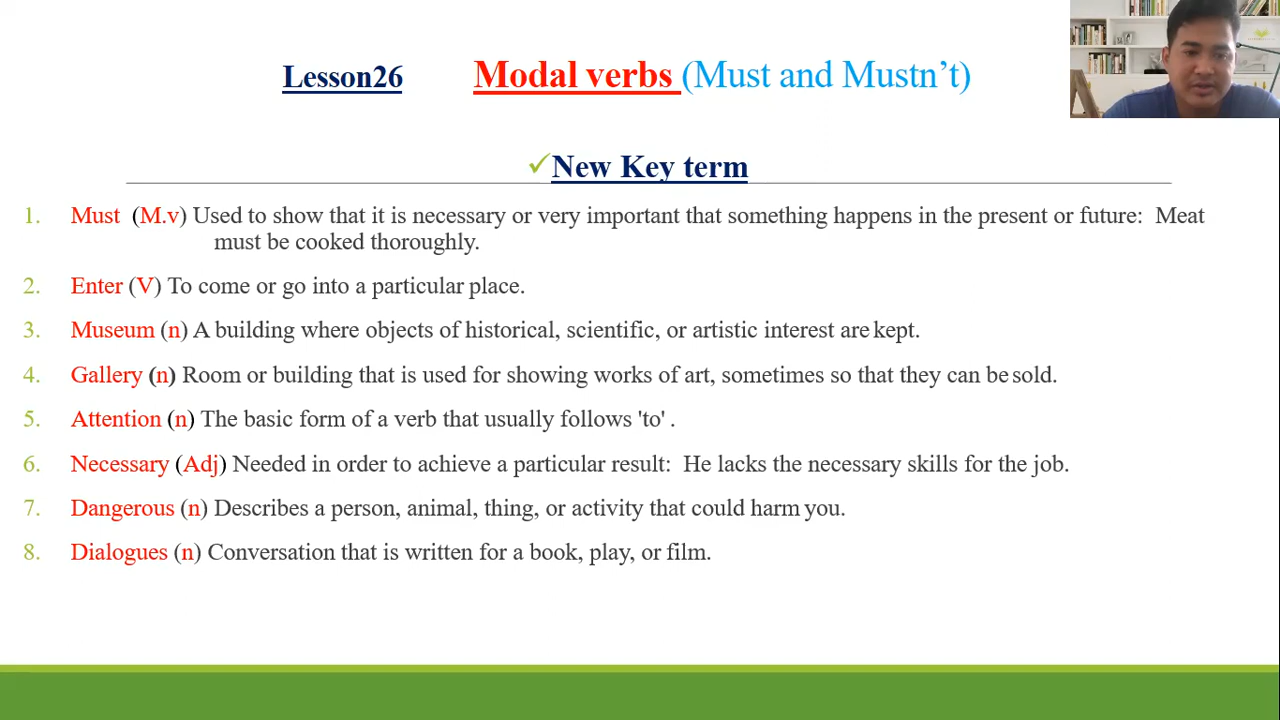 Lesson26 Modal verbs (Must and Mustn’t)
✓New Key term
1. Must (M.v) Used to show that it is necessary or very important that something happens in the present or future: Meat
must be cooked thoroughly.
2. Enter (V) To come or go into a particular place.
3. Museum (n) A building where objects of historical, scientific, or artistic interest are kept.
4. Gallery (n) Room or building that is used for showing works of art, sometimes so that they can be sold.
5. Attention (n) The basic form of a verb that usually follows 'to' .
6. Necessary (Adj) Needed in order to achieve a particular result: He lacks the necessary skills for the job.
7. Dangerous (n) Describes a person, animal, thing, or activity that could harm you.
8. Dialogues (n) Conversation that is written for a book, play, or film.